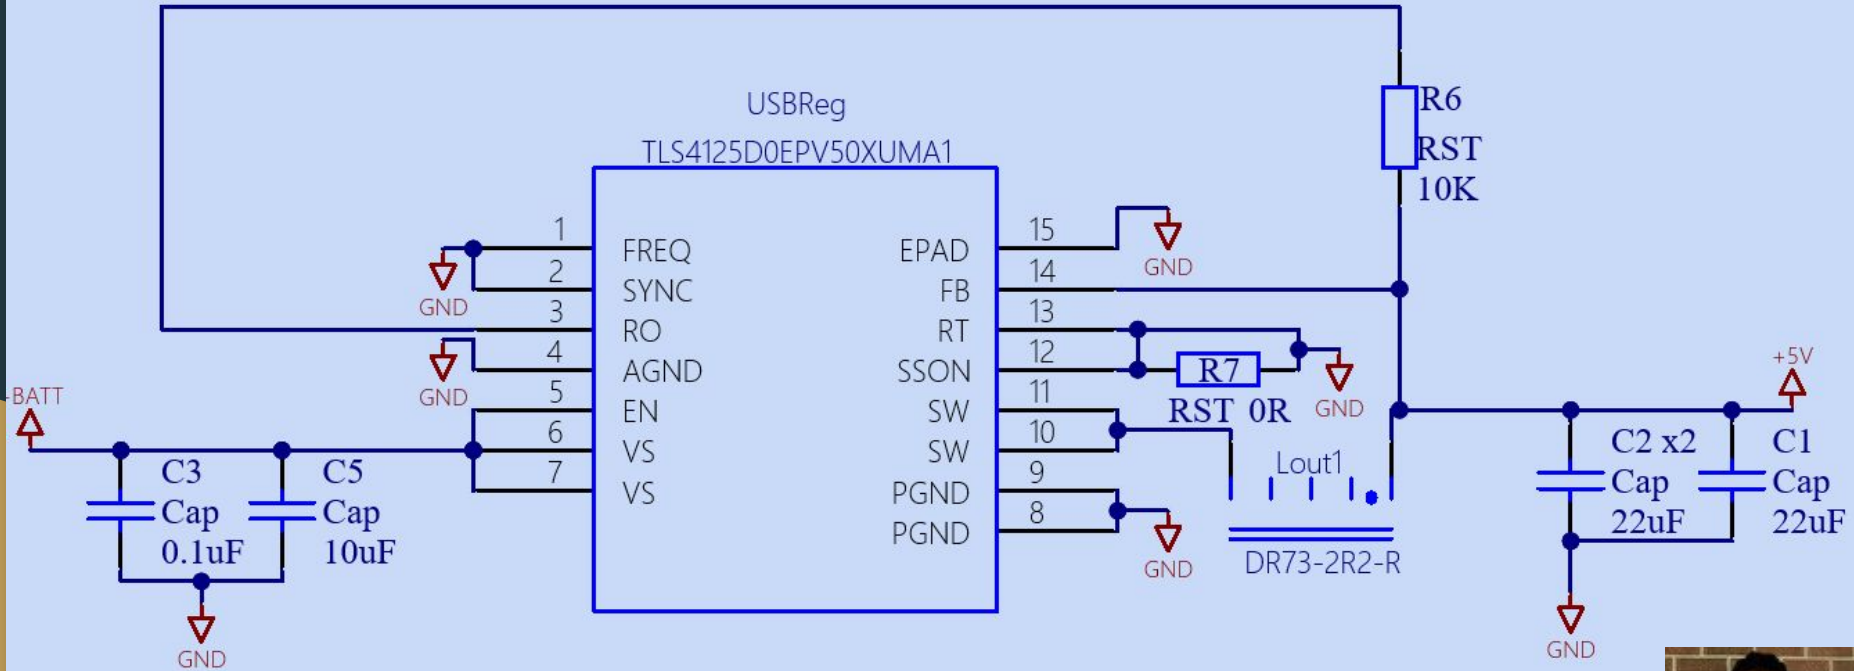 USBReg
TLS4125D0EPV50XUMA1
R6
RST
10K
1
FREQ
2
SYNC
3
RO
4
AGND
5
EN
6
VS
7
VS
15
EPAD
14
FB
13
RT
12
SSON
11
SW
10
SW
9
PGND
8
PGND
GND
GND
GND
R7
RST 0R
GND
-BATT
C3
Cap
0.1uF
C5
Cap
10uF
GND
GND
Lout1
DR73-2R2-R
+5V
C2 x2
Cap
22uF
C1
Cap
22uF
GND